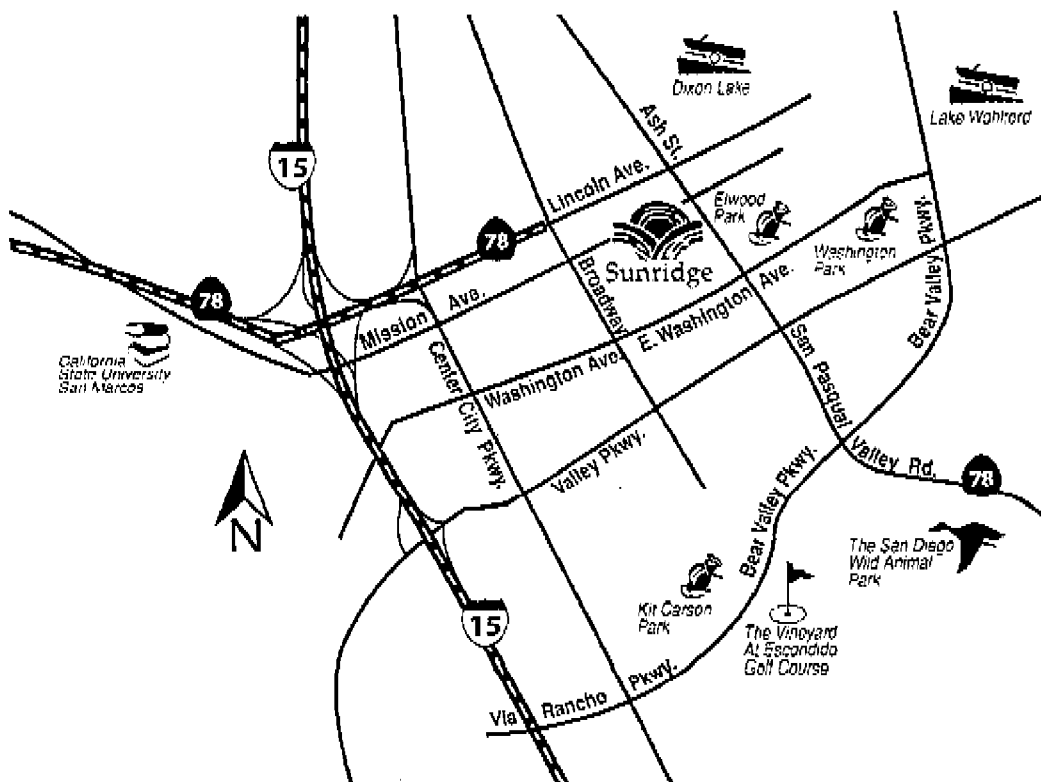 Dixon Lake
Lake Wohlford
15
Ash St.
Lincoln Ave.
78
Elwood
Park
Washington
Park
Sunridge
Broadway
Mission Ave.
78
California
State University
San Marcos
Center City Pkwy.
Washington Ave.
E. Washington Ave.
Bear Valley Pkwy.
San Pasqual Valley Rd.
78
Valley Pkwy.
Bear Valley Pkwy.
N
The San Diego
Wild Animal
Park
Kit Carson
Park
The Vineyard
At Escondido
Golf Course
15
Via Rancho Pkwy.